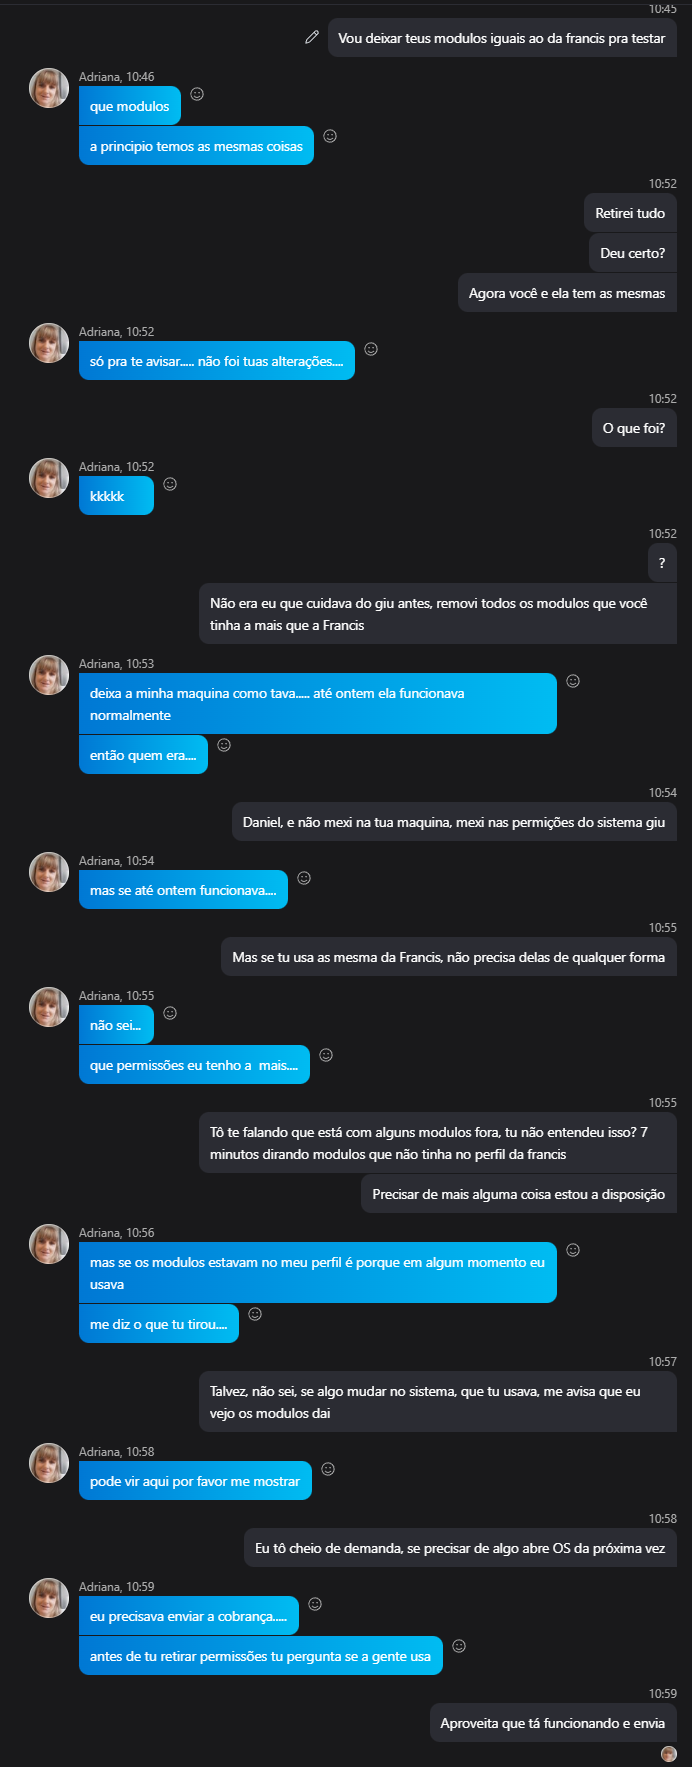 10:45
Vou deixar teus modulos iguais ao da francis pra testar
Adriana, 10:46
que modulos
a principio temos as mesmas coisas
10:52
Retirei tudo
Deu certo?
Agora você e ela tem as mesmas
Adriana, 10:52
só pra te avisar..... não foi tuas alterações....
10:52
O que foi?
Adriana, 10:52
kkkkk
10:52
?
Não era eu que cuidava do giu antes, removi todos os modulos que você
tinha a mais que a Francis
Adriana, 10:53
deixa a minha maquina como tava..... até ontem ela funcionava
normalmente
então quem era....
10:54
Daniel, e não mexi na tua maquina, mexi nas permições do sistema giu
Adriana, 10:54
mas se até ontem funcionava....
10:55
Mas se tu usa as mesma da Francis, não precisa delas de qualquer forma
Adriana, 10:55
não sei...
que permissões eu tenho a  mais....
10:55
Tô te falando que está com alguns modulos fora, tu não entendeu isso? 7
minutos dirando modulos que não tinha no perfil da francis
Precisar de mais alguma coisa estou a disposição
Adriana, 10:56
mas se os modulos estavam no meu perfil é porque em algum momento eu
usava
me diz o que tu tirou....
10:57
Talvez, não sei, se algo mudar no sistema, que tu usava, me avisa que eu
vejo os modulos dai
Adriana, 10:58
pode vir aqui por favor me mostrar
10:58
Eu tô cheio de demanda, se precisar de algo abre OS da próxima vez
Adriana, 10:59
eu precisava enviar a cobrança.....
antes de tu retirar permissões tu pergunta se a gente usa
10:59
Aproveita que tá funcionando e envia